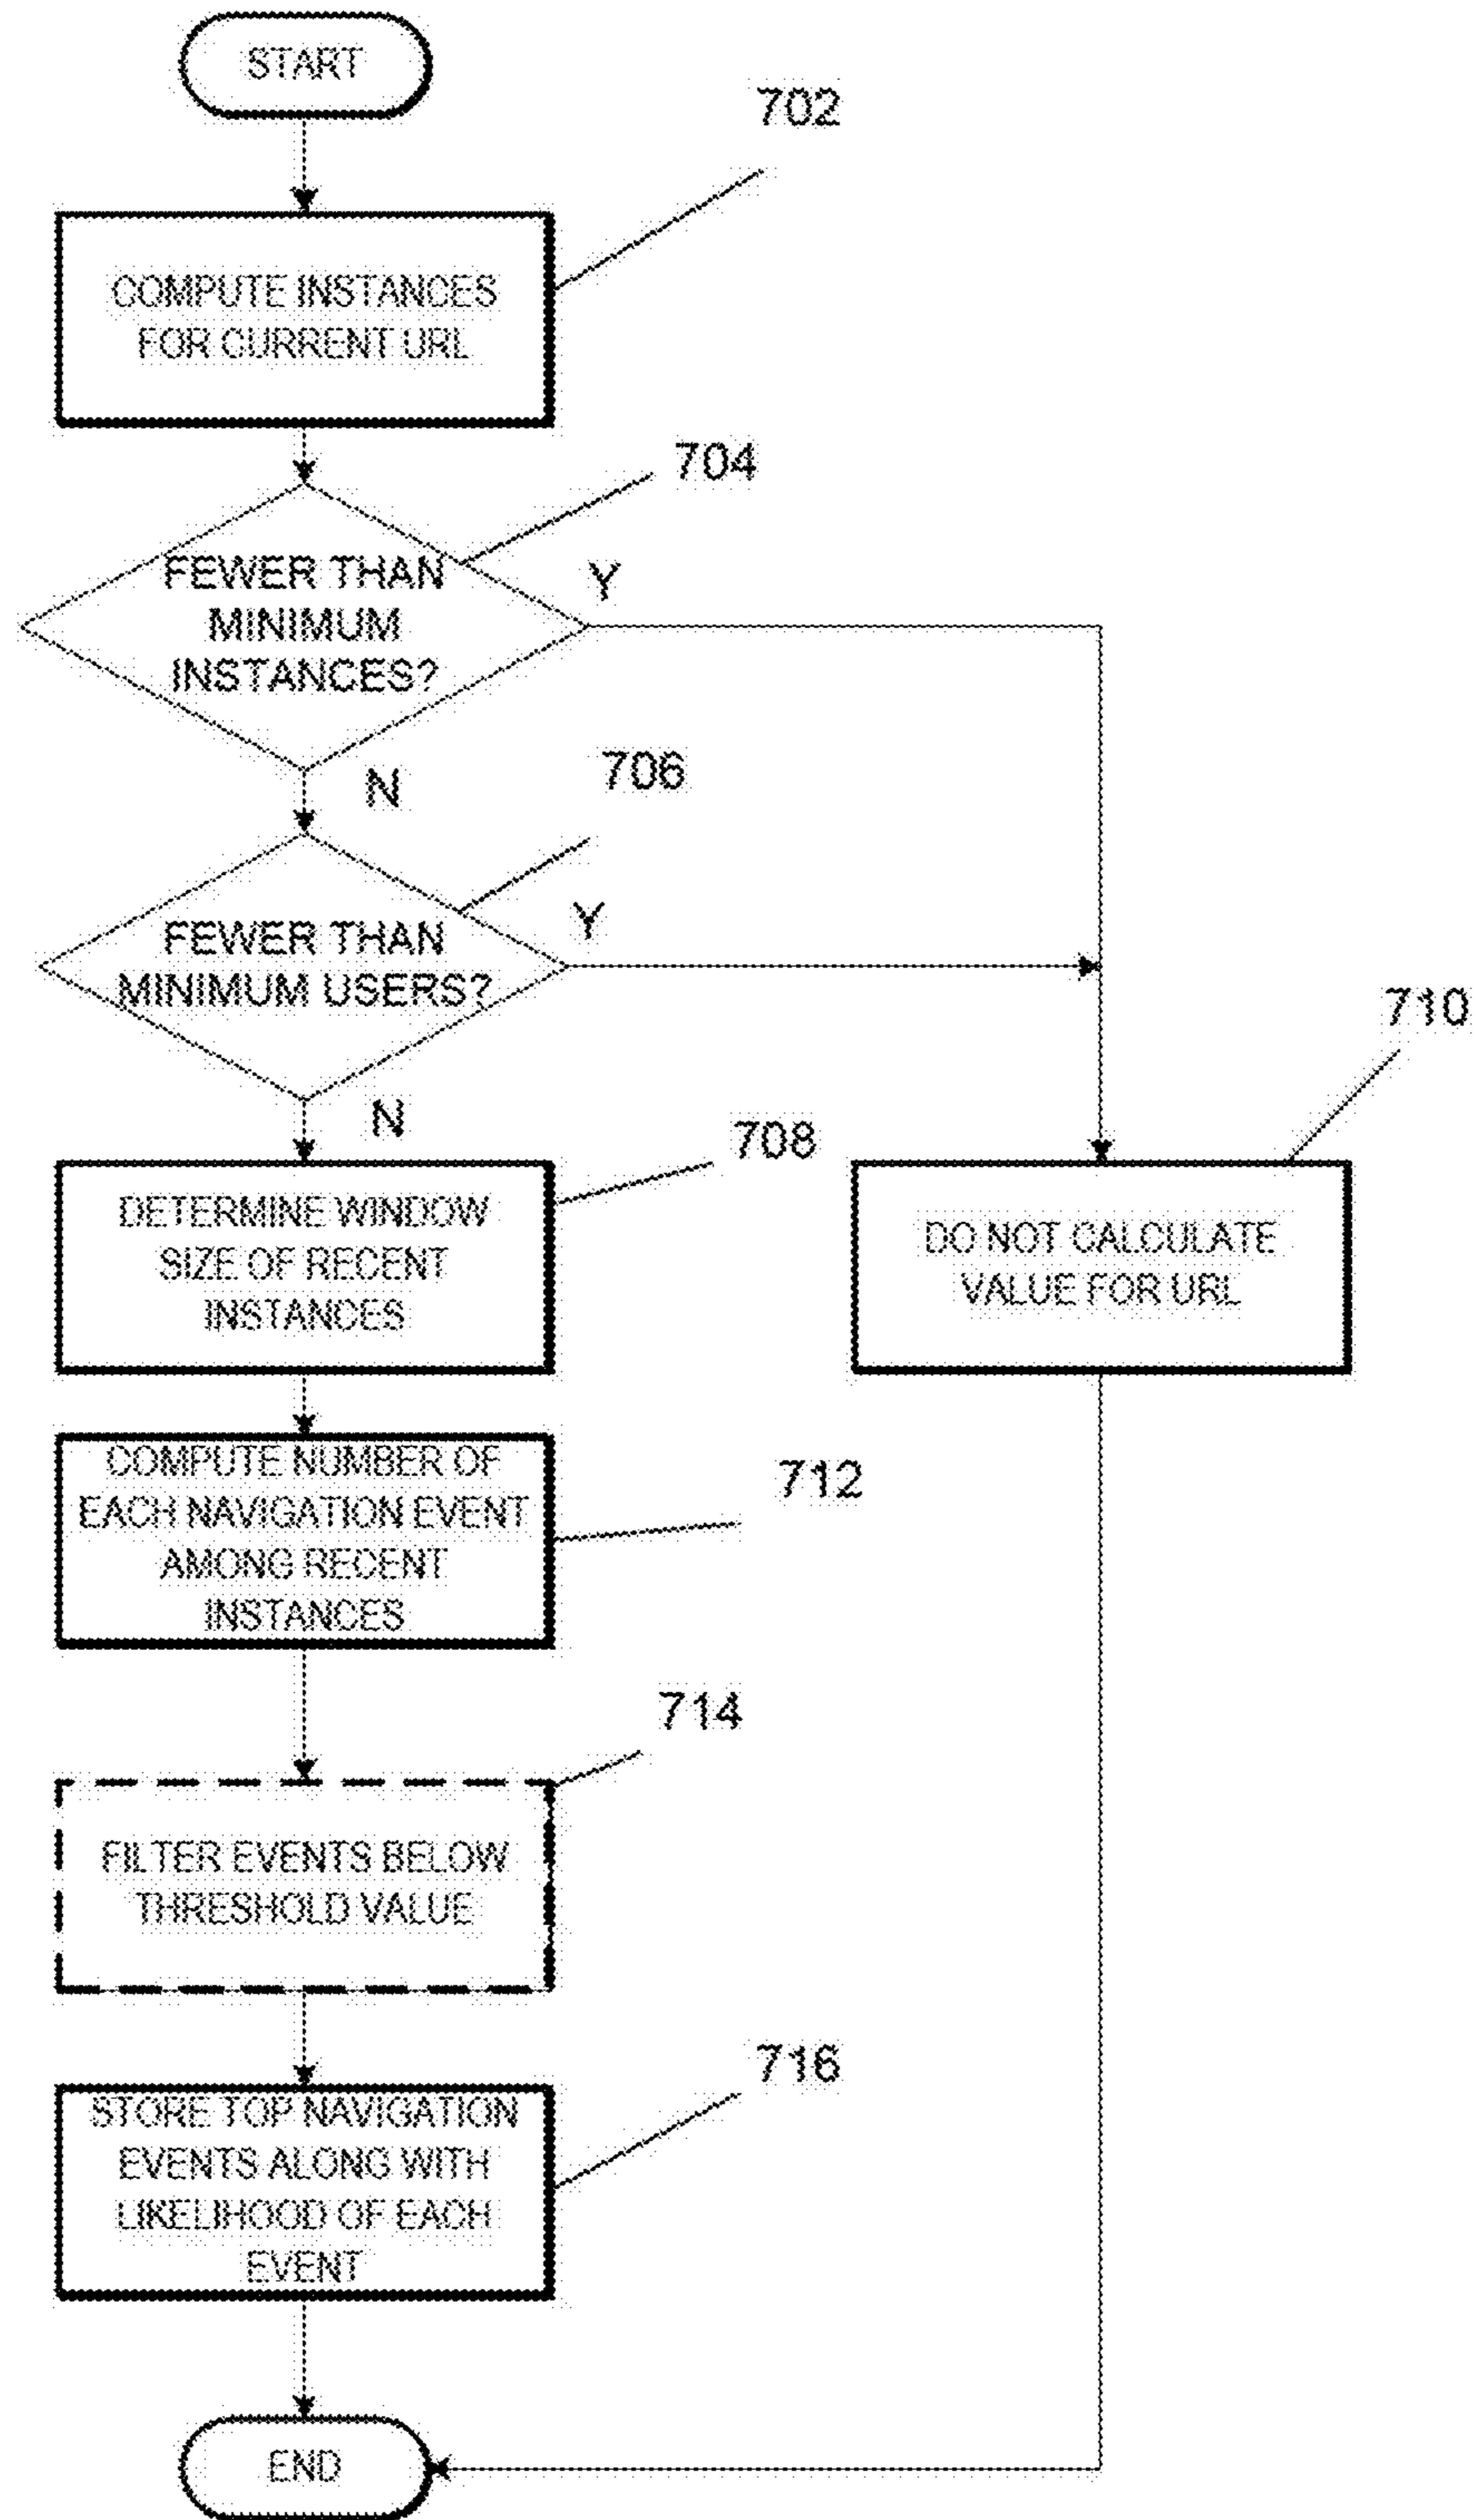 START
702
COMPUTE INSTANCES
FOR CURRENT URL
704
FEWER THAN
MINIMUM
INSTANCES?
Y
N
706
FEWER THAN
MINIMUM USERS?
Y
N
708
DETERMINE WINDOW
SIZE OF RECENT
INSTANCES
710
DO NOT CALCULATE
VALUE FOR URL
712
COMPUTE NUMBER OF
EACH NAVIGATION EVENT
AMONG RECENT
INSTANCES
714
FILTER EVENTS BELOW
THRESHOLD VALUE
716
STORE TOP NAVIGATION
EVENTS ALONG WITH
LIKELIHOOD OF EACH
EVENT
END